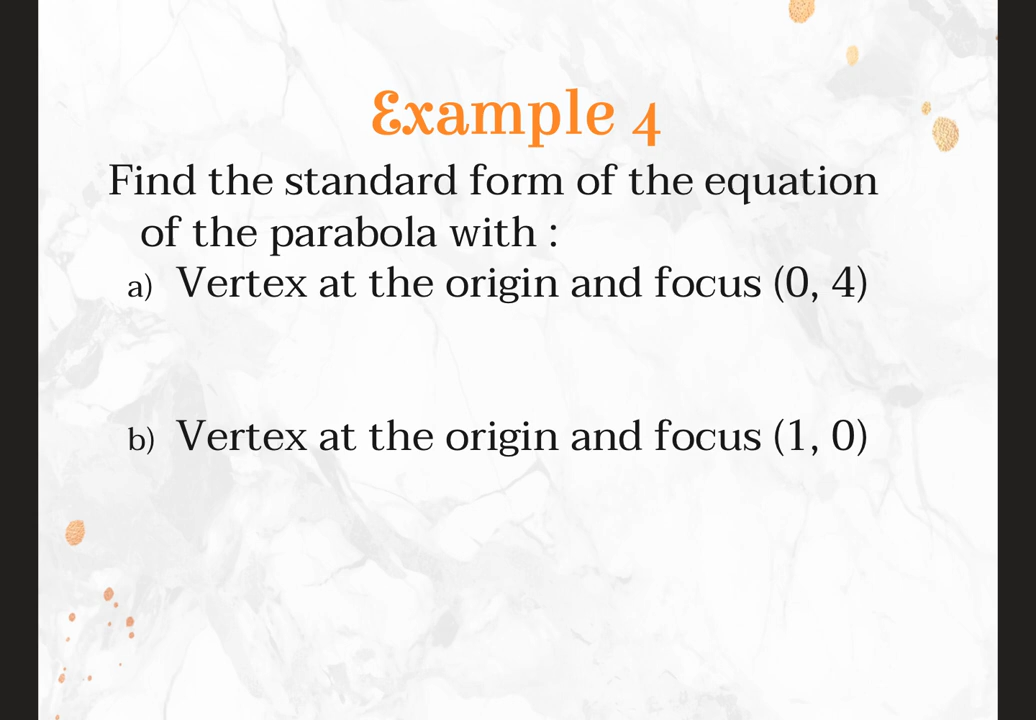 Example 4
Find the standard form of the equation
of the parabola with :
a) Vertex at the origin and focus (0, 4)
b) Vertex at the origin and focus (1, 0)